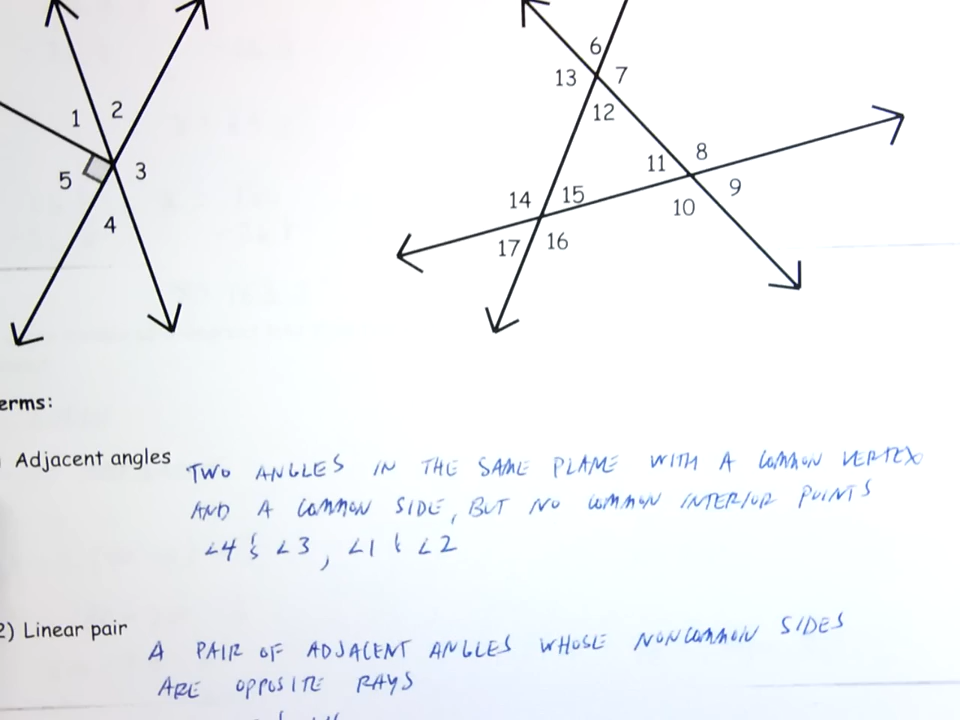 6
13 7
1 2 12
8
11
5 3 9
14 15 10
4 17 16
erms:
) Adjacent angles TWO ANGLES IN THE SAME PLAME WITH A COMMON VERTEX
AND A COMMON SIDE, BUT NO COMMON INTERIOR POINTS
∠4 & ∠3, ∠1 & ∠2
2) Linear pair A PAIR OF ADJACENT ANGLES WHOSE NONCOMMON SIDES
ARE OPPOSITE RAYS